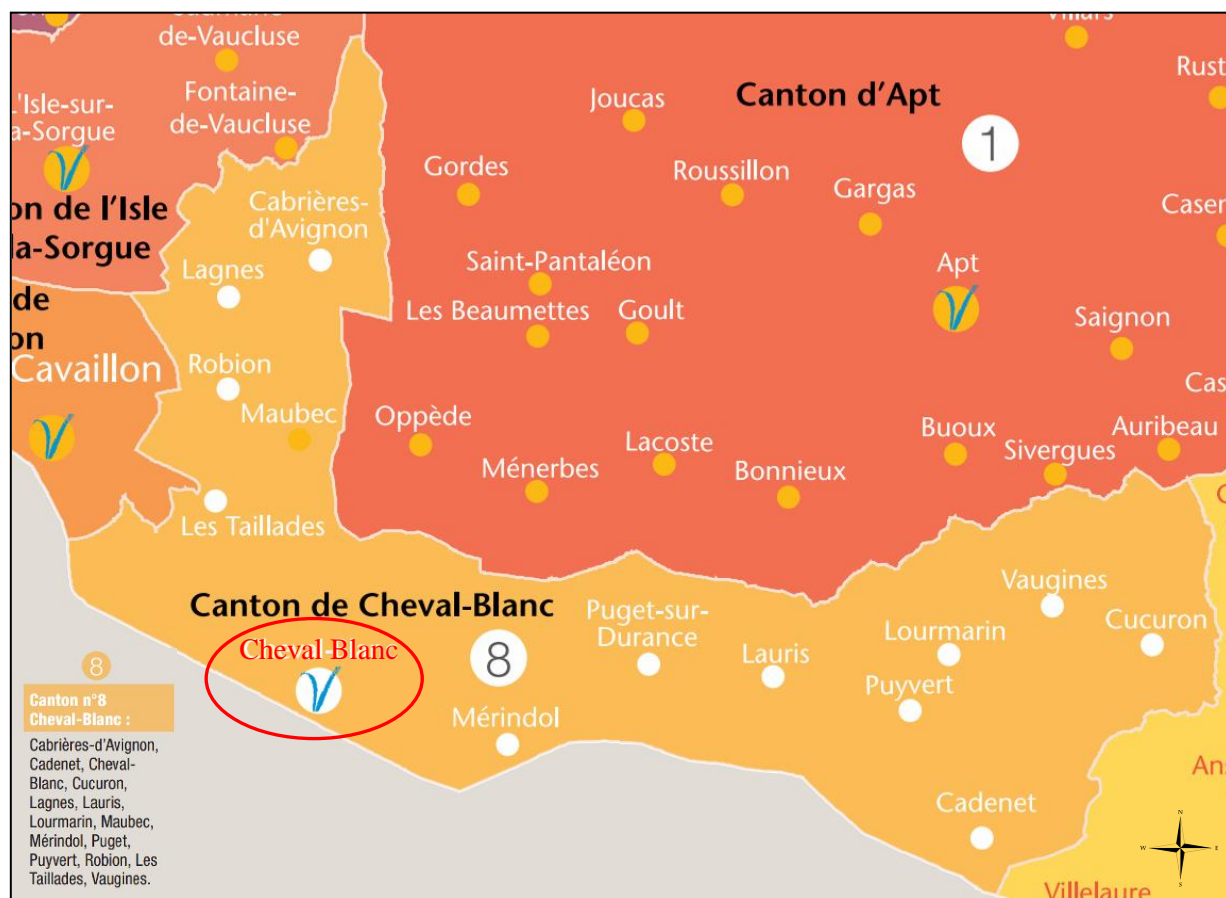 de-Vaucluse
Villars
Rust
L'Isle-sur-
la-Sorgue
Fontaine-
de-Vaucluse
Joucas
Canton d'Apt
1
Gordes
Roussillon
Gargas
Caser
on de l'Isle
-la-Sorgue
Cabrières-
d'Avignon
Lagnes
Saint-Pantaléon
Les Beaumettes
Goult
Apt
Saignon
de
on
Cavaillon
Robion
Maubec
Oppède
Ménerbes
Lacoste
Bonnieux
Buoux
Sivergues
Auribeau
Cas
Les Taillades
Canton de Cheval-Blanc
Cheval Blanc
8
Puget-sur-
Durance
Lauris
Mérindol
Vaugines
Lourmarin
Cucuron
Puyvert
Cadenet
Ans
Villelaure
8
Canton n°8
Cheval-Blanc :
Cabrières-d'Avignon,
Cadenet, Cheval-
Blanc, Cucuron,
Lagnes, Lauris,
Lourmarin, Maubec,
Mérindol, Puget,
Puyvert, Robion, Les
Taillades, Vaugines.
N
W
E
S